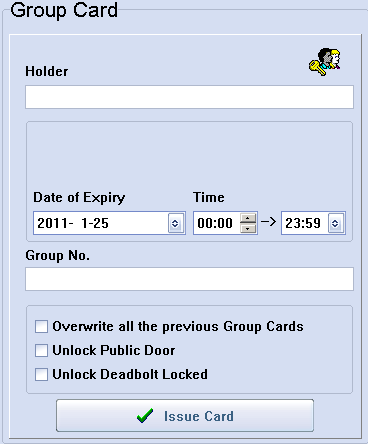 Group Card
Holder
Date of Expiry Time
2011- 1-25 00:00 -> 23:59
Group No.
Overwrite all the previous Group Cards
Unlock Public Door
Unlock Deadbolt Locked
Issue Card